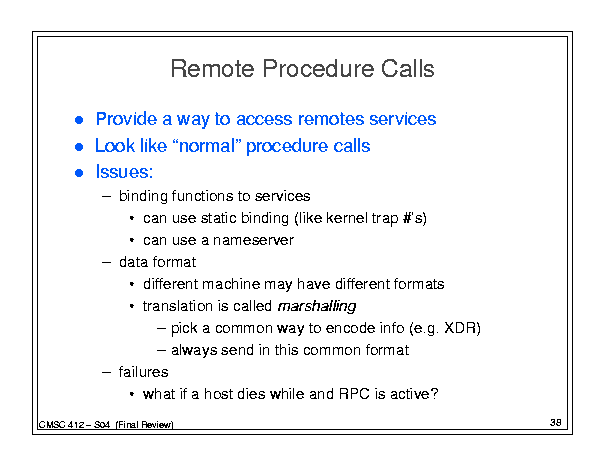 Remote Procedure Calls
● Provide a way to access remotes services
● Look like “normal” procedure calls
● Issues:
– binding functions to services
• can use static binding (like kernel trap #’s)
• can use a nameserver
– data format
• different machine may have different formats
• translation is called marshalling
– pick a common way to encode info (e.g. XDR)
– always send in this common format
– failures
• what if a host dies while and RPC is active?
CMSC 412 – S04 (Final Review)
38